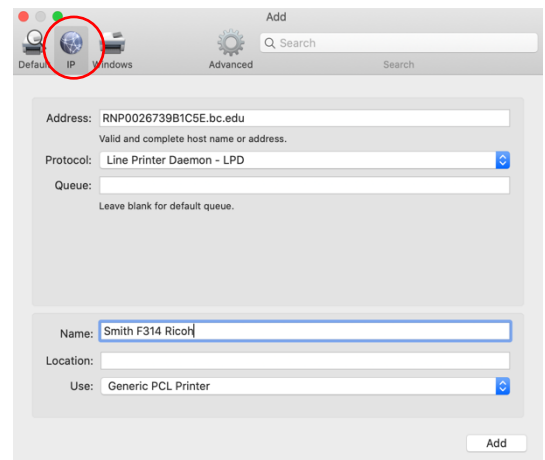 Add
Search
Default IP Windows Advanced Search
Address: RNP0026739B1C5E.bc.edu
Valid and complete host name or address.
Protocol: Line Printer Daemon - LPD
Queue:
Leave blank for default queue.
Name: Smith F314 Ricoh
Location:
Use: Generic PCL Printer
Add